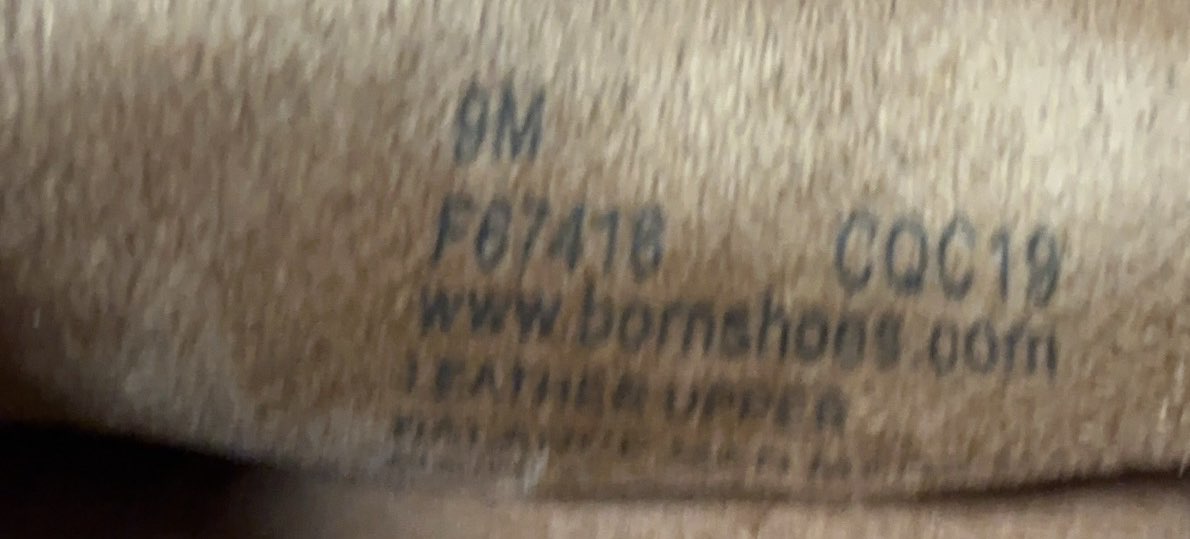 9M
F67416 CQC19
www.bornshoes.com
LEATHER UPPER